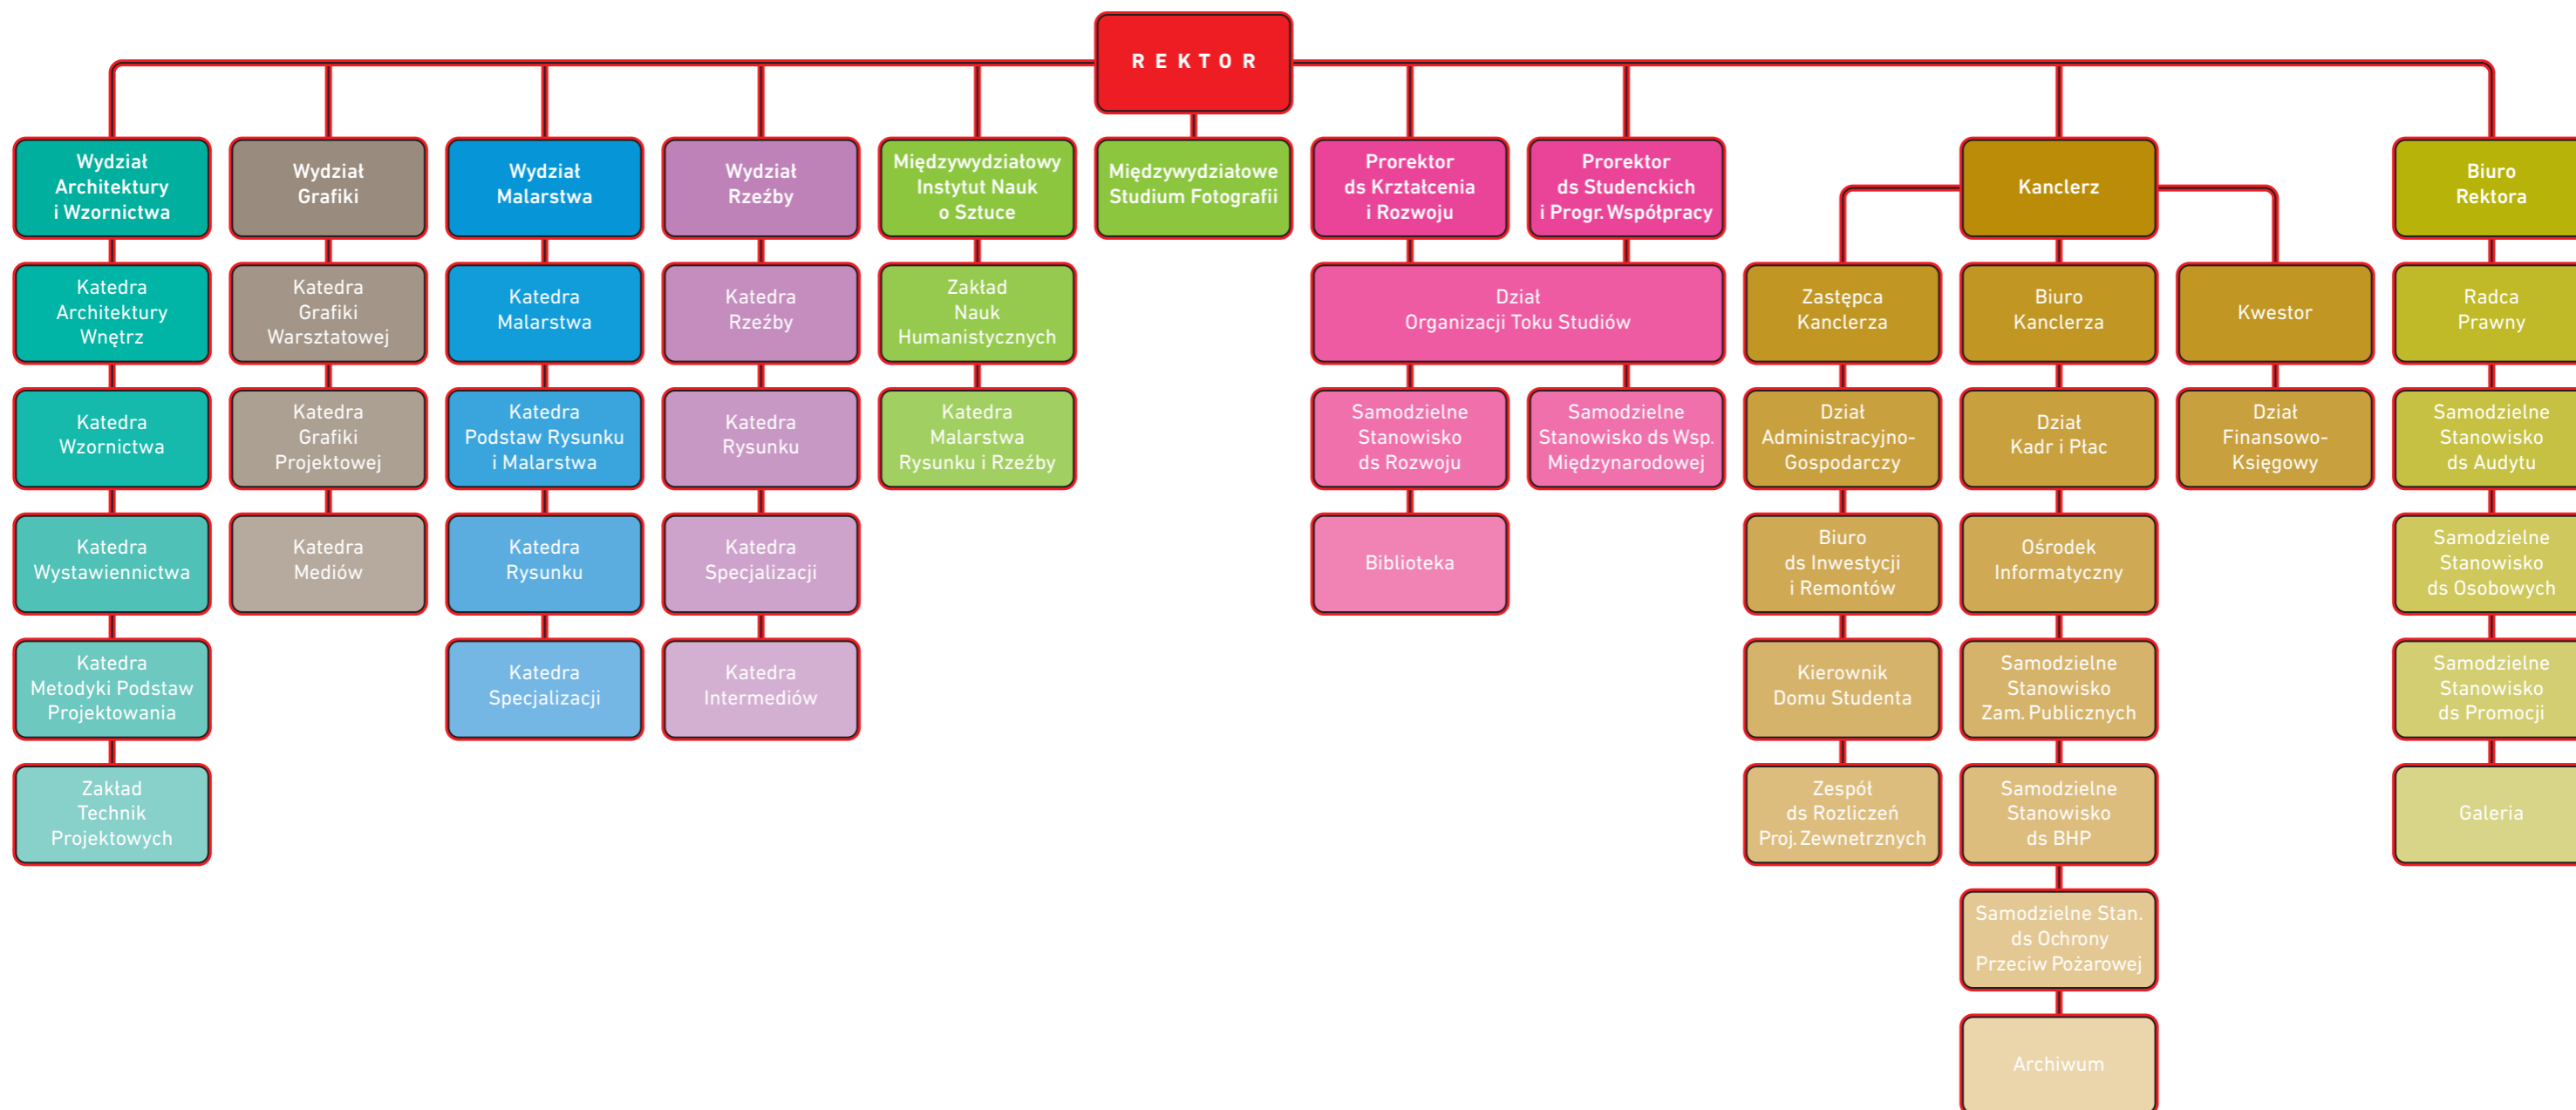 REKTOR
Wydział
Architektury
i Wzornictwa
Wydział
Grafiki
Wydział
Malarstwa
Wydział
Rzeźby
Międzywydziałowy
Instytut Nauk
o Sztuce
Międzywydziałowe
Studium Fotografii
Prorektor
ds Krztałcenia
i Rozwoju
Prorektor
ds Studenckich
i Progr. Współpracy
Kanclerz
Biuro
Rektora
Katedra
Architektury
Wnętrz
Katedra
Grafiki
Warsztatowej
Katedra
Malarstwa
Katedra
Rzeźby
Zakład
Nauk
Humanistycznych
Dział
Organizacji Toku Studiów
Zastępca
Kanclerza
Biuro
Kanclerza
Kwestor
Radca
Prawny
Katedra
Wzornictwa
Katedra
Grafiki
Projektowej
Katedra
Podstaw Rysunku
i Malarstwa
Katedra
Rysunku
Katedra
Malarstwa
Rysunku i Rzeźby
Samodzielne
Stanowisko
ds Rozwoju
Samodzielne
Stanowisko ds Wsp.
Międzynarodowej
Dział
Administracyjno-
Gospodarczy
Dział
Kadr i Płac
Dział
Finansowo-
Księgowy
Samodzielne
Stanowisko
ds Audytu
Katedra
Wystawiennictwa
Katedra
Mediów
Katedra
Rysunku
Katedra
Specjalizacji
Biblioteka
Biuro
ds Inwestycji
i Remontów
Ośrodek
Informatyczny
Samodzielne
Stanowisko
ds Osobowych
Katedra
Metodyki Podstaw
Projektowania
Katedra
Specjalizacji
Katedra
Intermediów
Kierownik
Domu Studenta
Samodzielne
Stanowisko
Zam. Publicznych
Samodzielne
Stanowisko
ds Promocji
Zakład
Technik
Projektowych
Zespół
ds Rozliczeń
Proj. Zewnetrznych
Samodzielne
Stanowisko
ds BHP
Galeria
Samodzielne Stan.
ds Ochrony
Przeciw Pożarowej
Archiwum